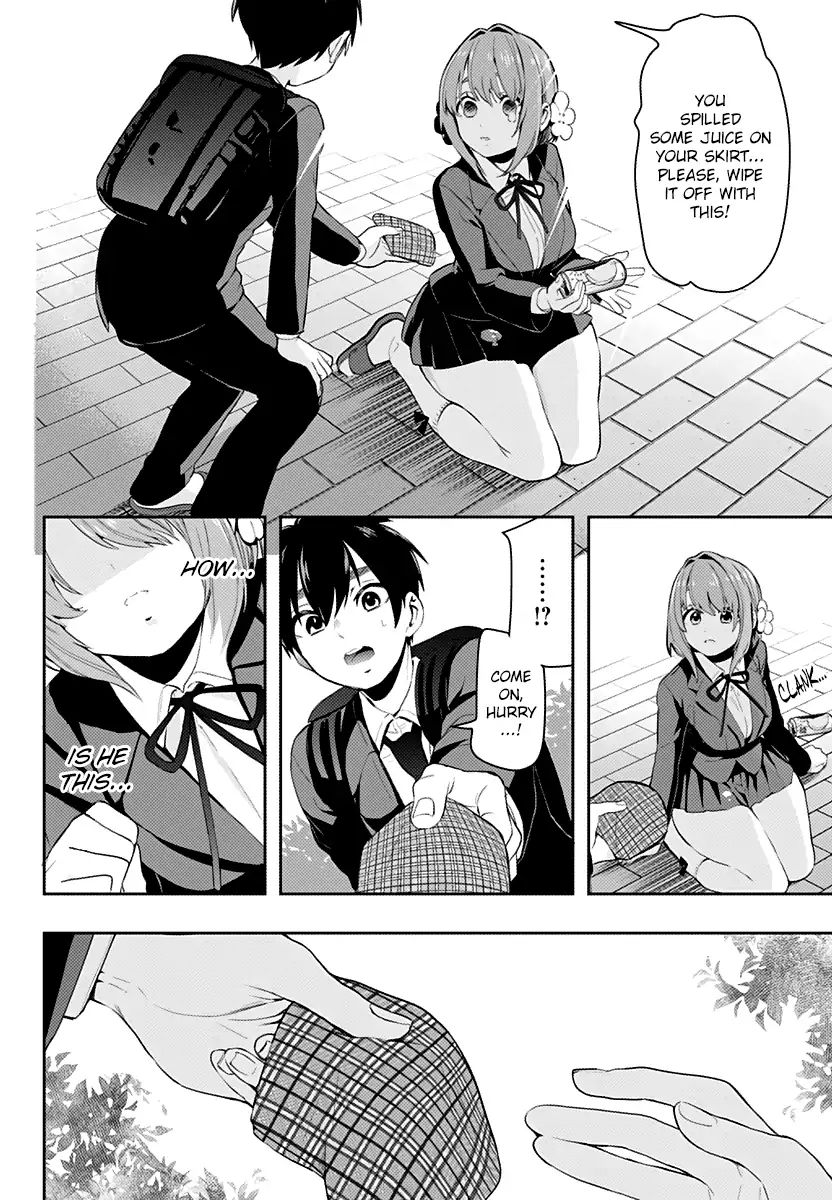 YOU
SPILLED
SOME JUICE ON
YOUR SKIRT...
PLEASE, WIPE
IT OFF WITH
THIS!
CLANK...
......!?
COME
ON,
HURRY
...!
HOW...
IS HE
THIS...